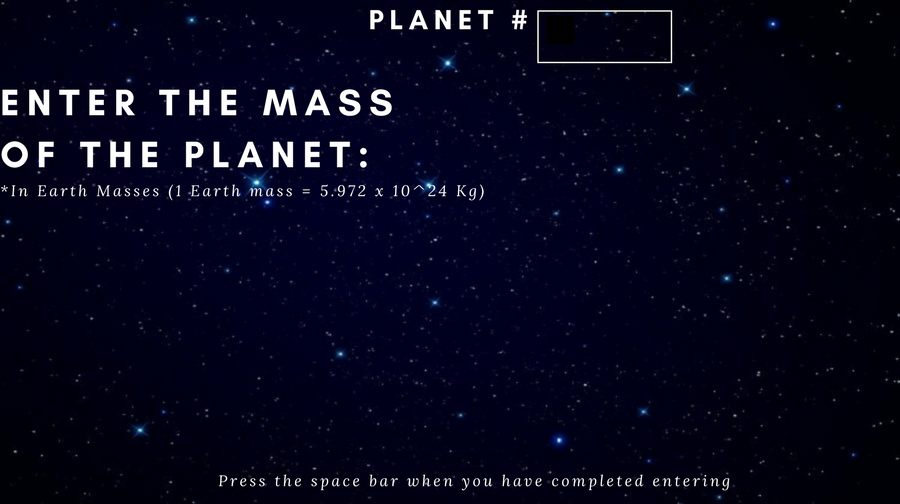 PLANET #
ENTER THE MASS
OF THE PLANET:
*In Earth Masses (1 Earth mass = 5.972 x 10^24 Kg)
Press the space bar when you have completed entering